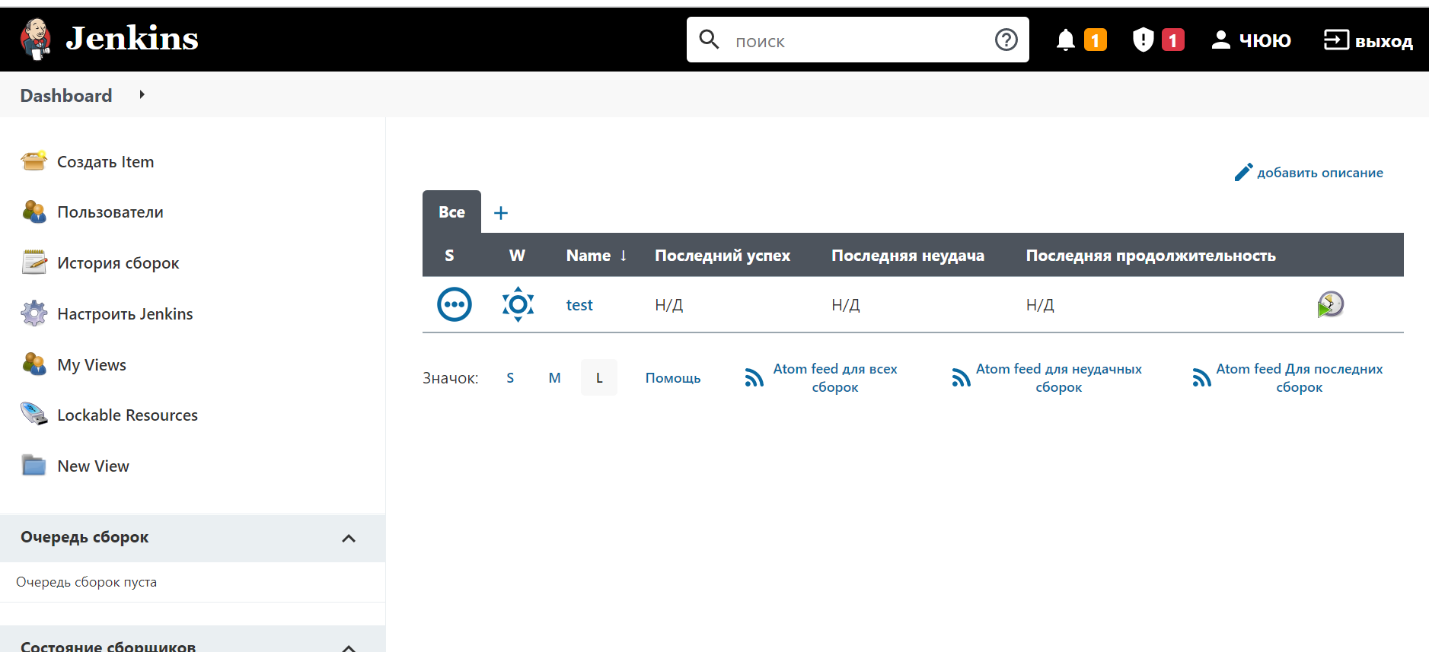 Jenkins
поиск
1
1
ЧЮЮ
выход
Dashboard
Создать Item
Пользователи
История сборок
Настроить Jenkins
My Views
Lockable Resources
New View
Очередь сборок
Очередь сборок пуста
Состояние сборщиков
добавить описание
Все +
S W Name ↓ Последний успех Последняя неудача Последняя продолжительность
test Н/Д Н/Д Н/Д
Значок: S M L Помощь
Atom feed для всех
сборок
Atom feed для неудачных
сборок
Atom feed Для последних
сборок